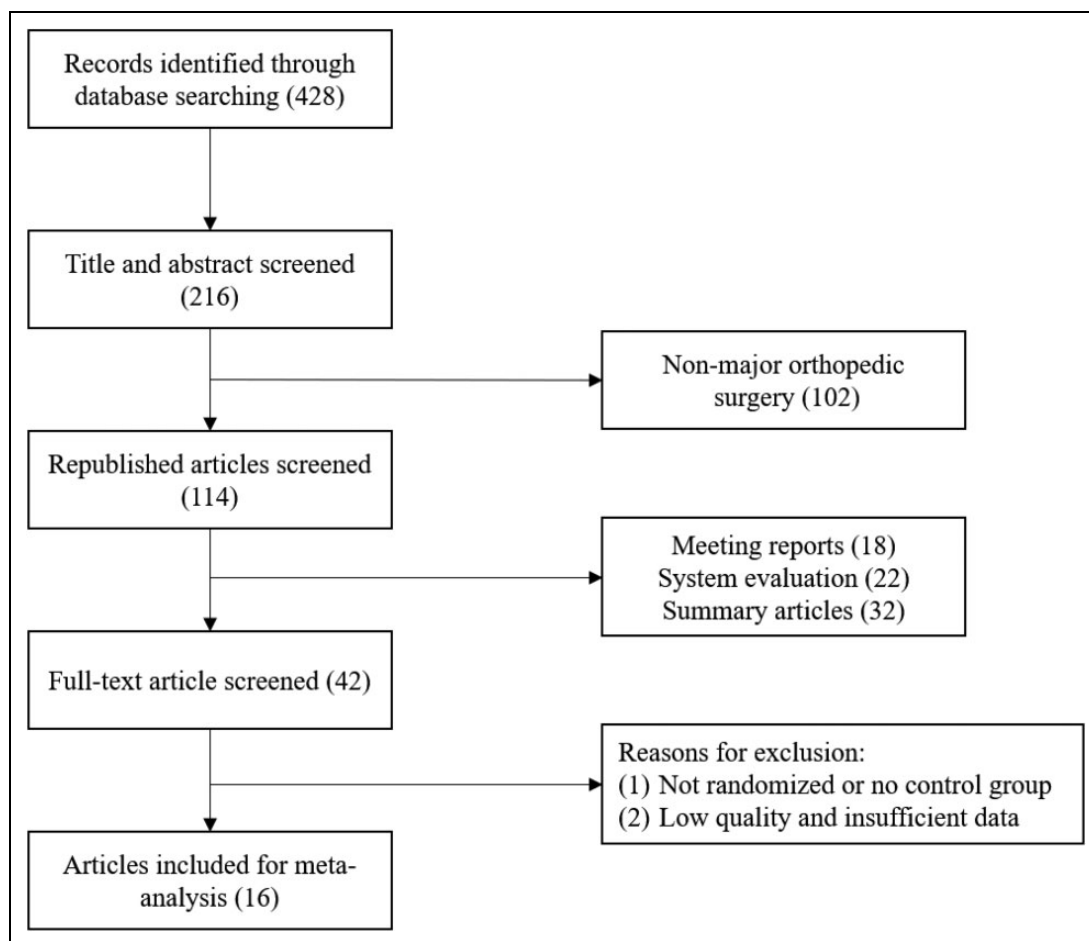 Records identified through
database searching (428)
Title and abstract screened
(216)
Non-major orthopedic
surgery (102)
Republished articles screened
(114)
Meeting reports (18)
System evaluation (22)
Summary articles (32)
Full-text article screened (42)
Reasons for exclusion:
(1) Not randomized or no control group
(2) Low quality and insufficient data
Articles included for meta-
analysis (16)